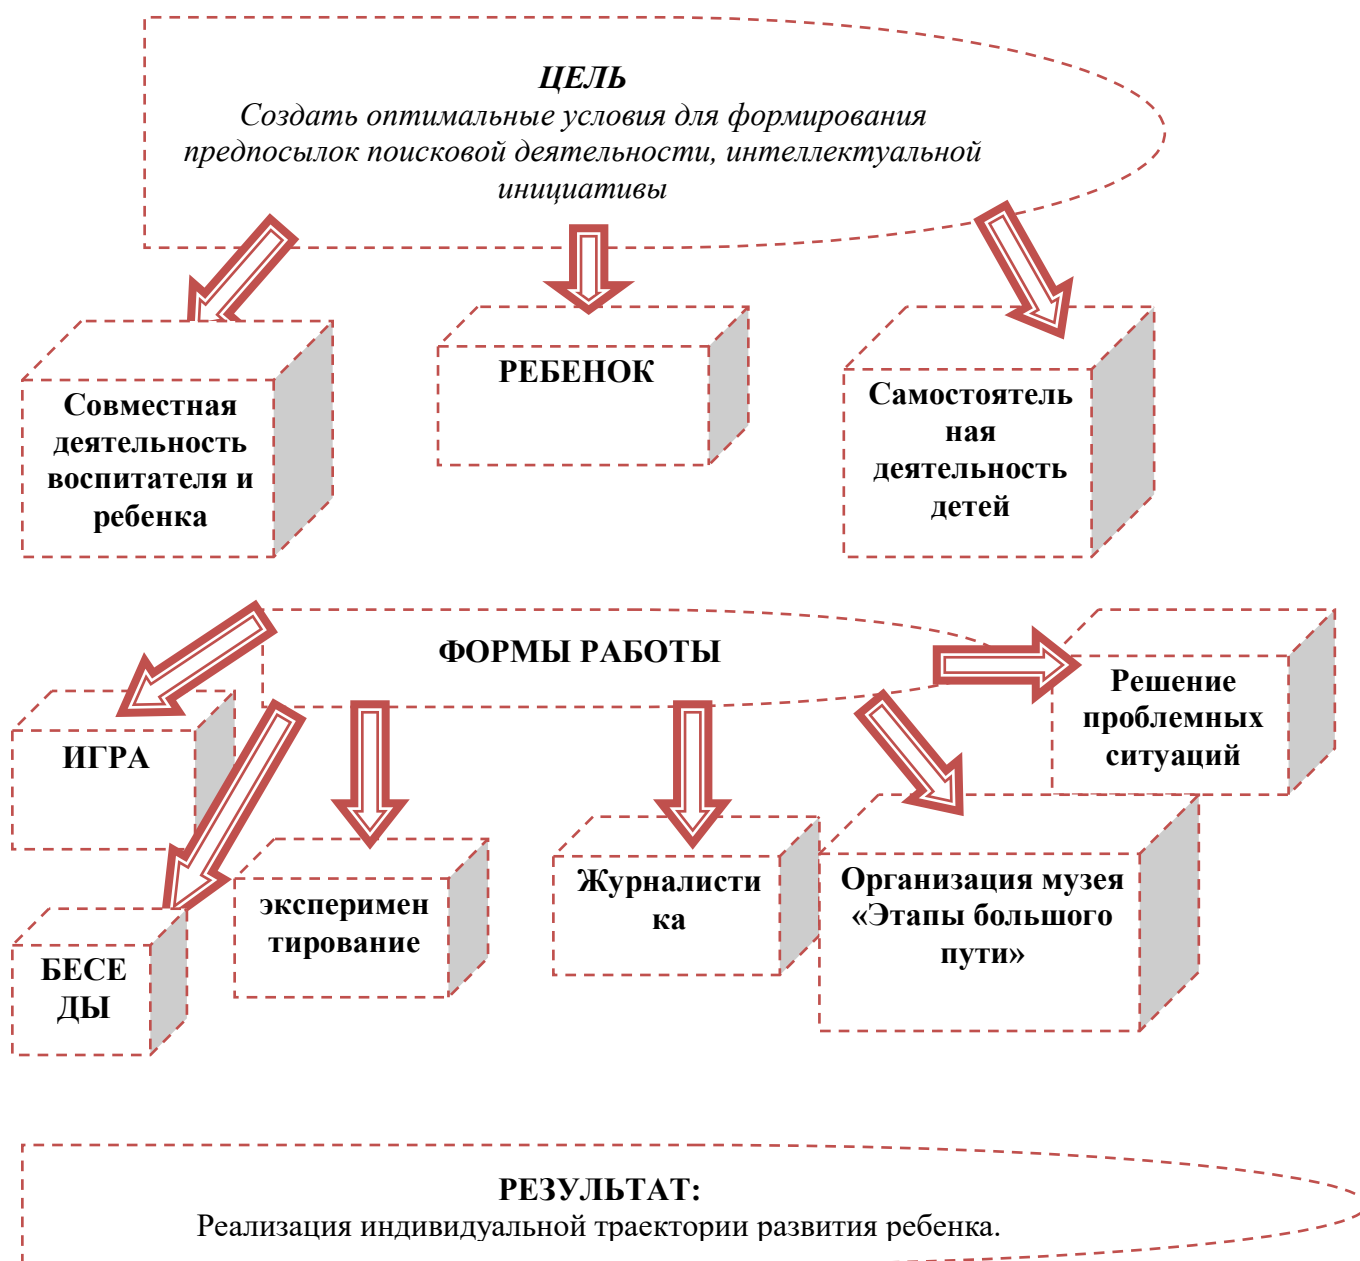 ЦЕЛЬ
Создать оптимальные условия для формирования
предпосылок поисковой деятельности, интеллектуальной
инициативы
Совместная
деятельность
воспитателя и
ребенка
РЕБЕНОК
Самостоятель
ная
деятельность
детей
ФОРМЫ РАБОТЫ
Решение
проблемных
ситуаций
ИГРА
БЕСЕ
ДЫ
эксперимен
тирование
Журналисти
ка
Организация музея
«Этапы большого
пути»
РЕЗУЛЬТАТ:
Реализация индивидуальной траектории развития ребенка.